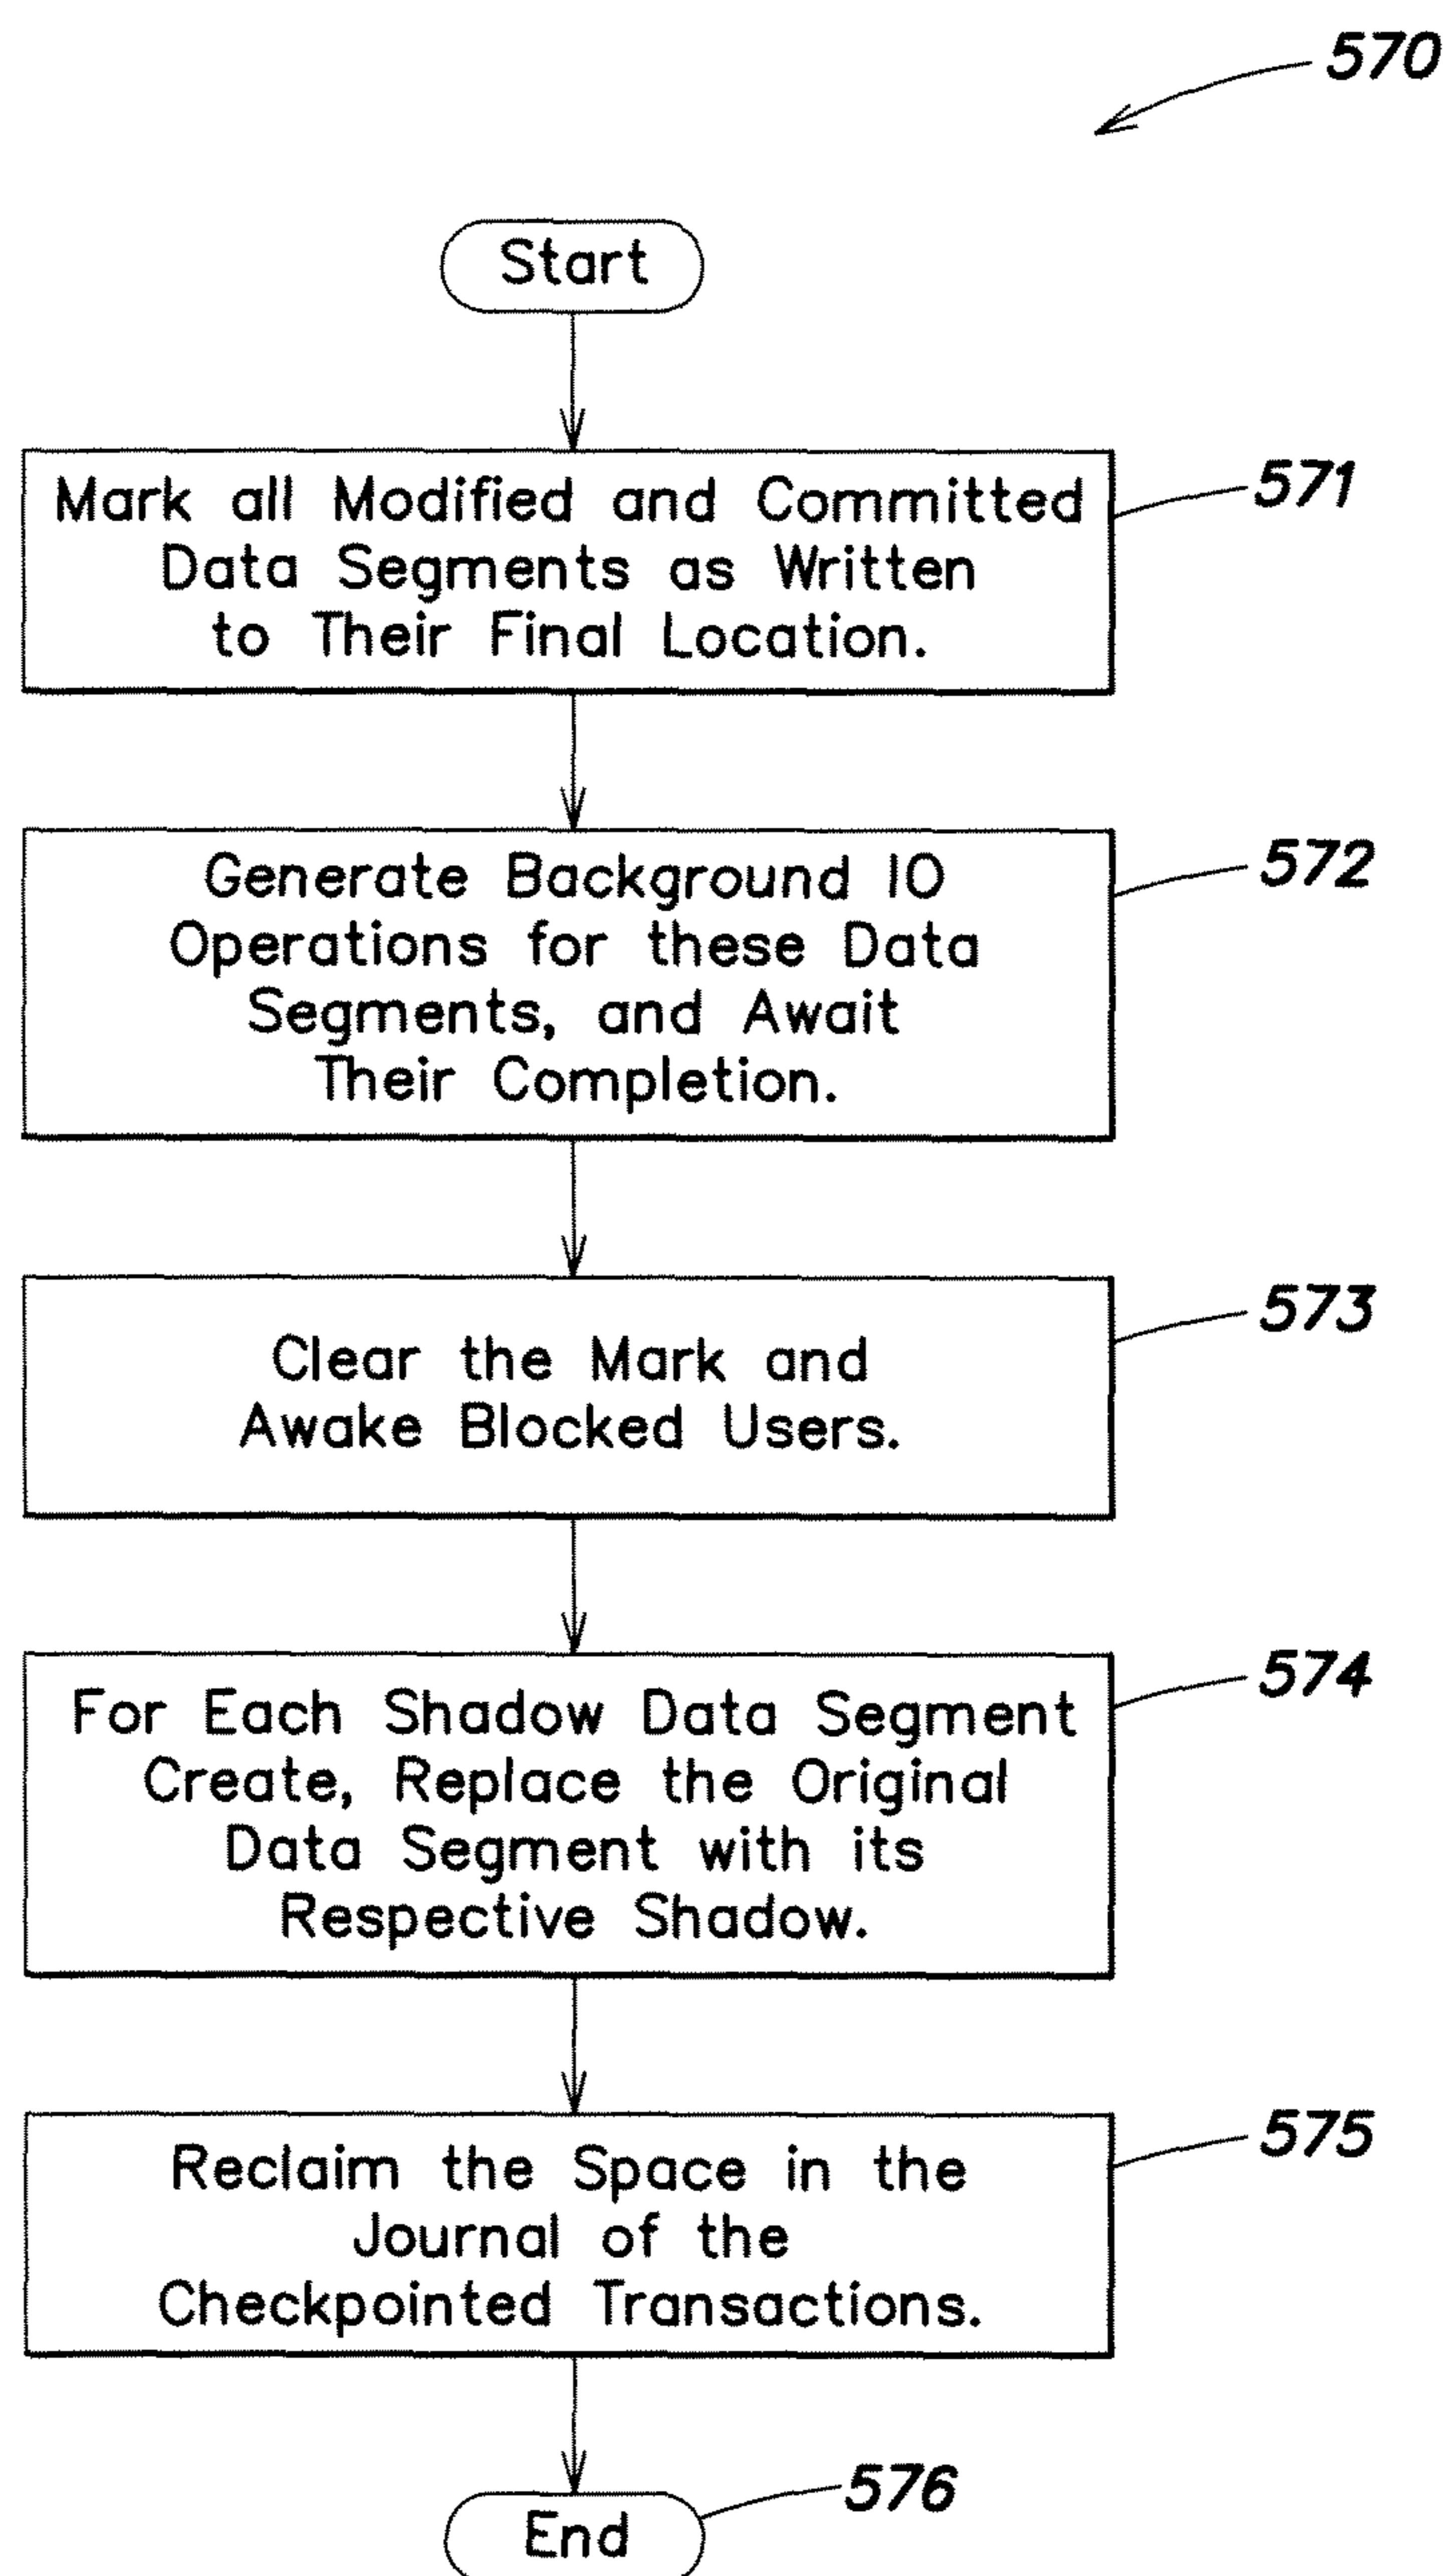 570
Start
Mark all Modified and Committed
Data Segments as Written
to Their Final Location.
571
Generate Background IO
Operations for these Data
Segments, and Await
Their Completion.
572
Clear the Mark and
Awake Blocked Users.
573
For Each Shadow Data Segment
Create, Replace the Original
Data Segment with its
Respective Shadow.
574
Reclaim the Space in the
Journal of the
Checkpointed Transactions.
575
End
576